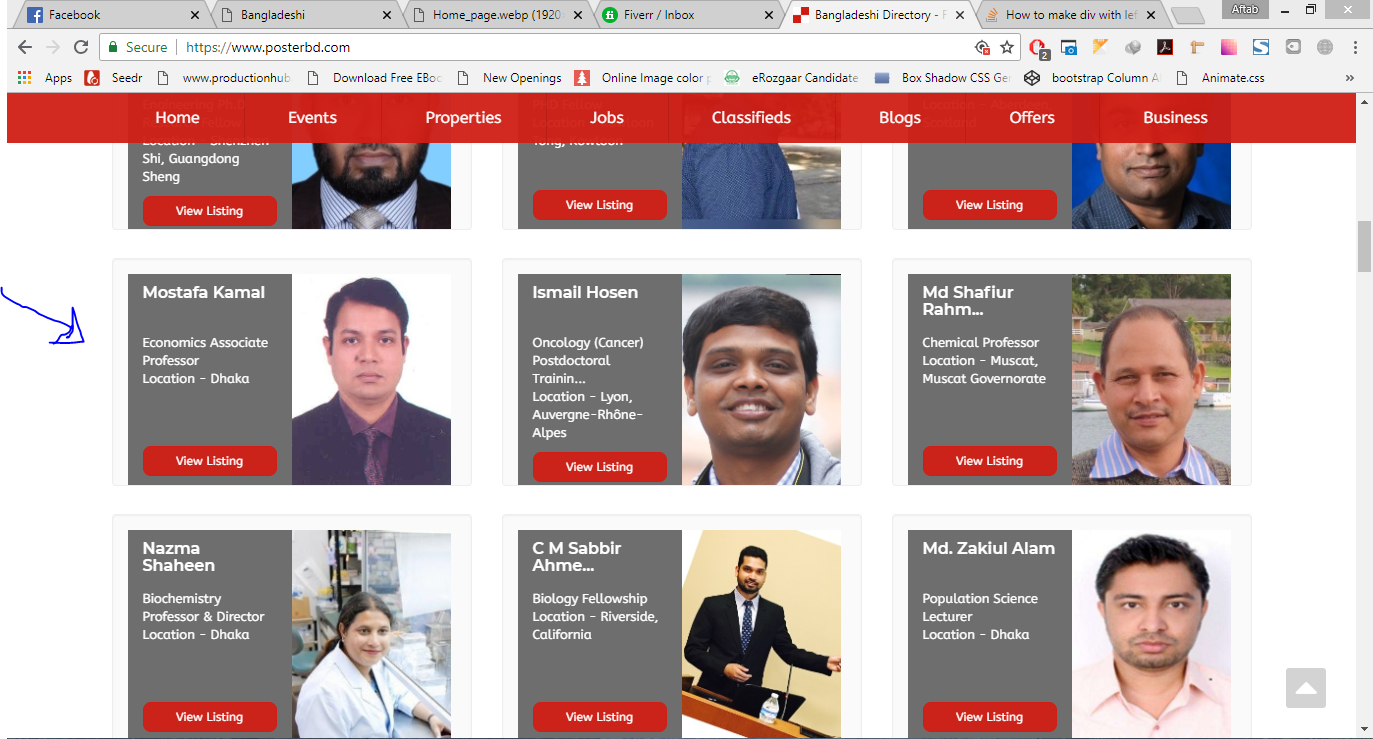 Facebook
Bangladeshi
Home_page.webp (1920×
Fiverr / Inbox
Bangladeshi Directory - F
How to make div with lef
Aftab
Secure
https://www.posterbd.com
2
Apps
Seedr
www.productionhub
Download Free EBoo
New Openings
Online Image color p
eRozgaar Candidate
Box Shadow CSS Ger
bootstrap Column Al
Animate.css
»
Home
Events
Properties
Jobs
Classifieds
Blogs
Offers
Business
Location - Shenzhen
Shi, Guangdong
Sheng
View Listing
Tong, Kowloon
View Listing
View Listing
Mostafa Kamal
Economics Associate
Professor
Location - Dhaka
View Listing
Ismail Hosen
Oncology (Cancer)
Postdoctoral
Trainin...
Location - Lyon,
Auvergne-Rhône-
Alpes
View Listing
Md Shafiur
Rahm...
Chemical Professor
Location - Muscat,
Muscat Governorate
View Listing
Nazma
Shaheen
Biochemistry
Professor & Director
Location - Dhaka
View Listing
C M Sabbir
Ahme...
Biology Fellowship
Location - Riverside,
California
View Listing
Md. Zakiul Alam
Population Science
Lecturer
Location - Dhaka
View Listing